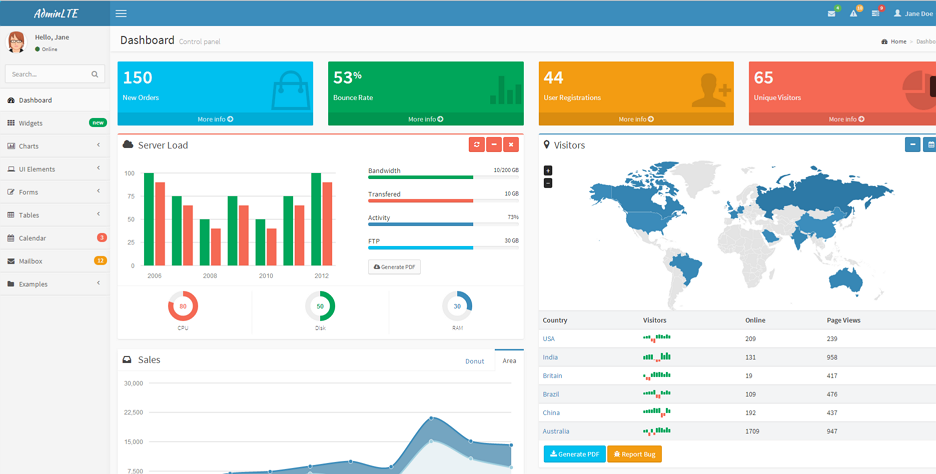 AdminLTE
4
10
9
Jane Doe
Hello, Jane
Online
Search...
Dashboard
Widgets new
Charts
UI Elements
Forms
Tables
Calendar 3
Mailbox 12
Examples
Dashboard Control panel
Home > Dashbo
150
New Orders
More info
53%
Bounce Rate
More info
44
User Registrations
More info
65
Unique Visitors
More info
Server Load
100
75
50
25
0
2006
2008
2010
2012
Bandwidth 10/200 GB
Transfered 10 GB
Activity 73%
FTP 30 GB
Generate PDF
80
CPU
50
Disk
30
RAM
Sales
Donut
Area
30,000
22,500
15,000
7,500
Visitors
+
−
Country Visitors Online Page Views
USA 209 239
India 131 958
Britain 19 417
Brazil 109 476
China 192 437
Australia 1709 947
Generate PDF
Report Bug